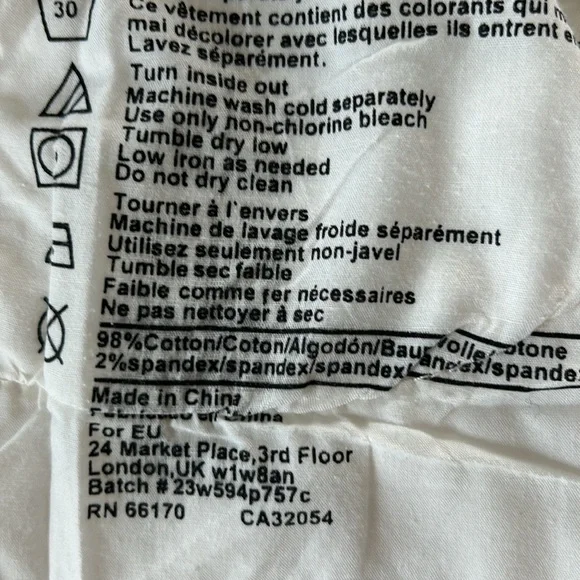 30
Ce vêtement contient des colorants qui
mai décolorer avec lesquelles ils entrent
Lavez séparément.
Turn inside out
Machine wash cold separately
Use only non-chlorine bleach
Tumble dry low
Low iron as needed
Do not dry clean
Tourner à l'envers
Machine de lavage froide séparément
Utilisez seulement non-javel
Tumble sec faible
Faible comme fer nécessaires
Ne pas nettoyer à sec
98%Cotton/Coton/Algodón/Baumwolle/
2%spandex/spandex/spandex
Made in China
Fabricado en China
For EU
24 Market Place,3rd Floor
London,UK w1w8an
Batch # 23w594p757c
RN 66170 CA32054